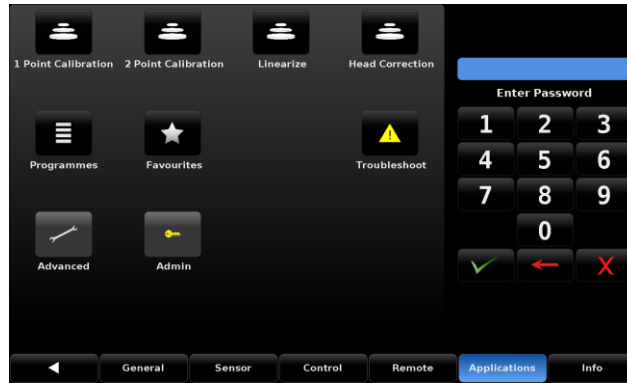 1 Point Calibration 2 Point Calibration Linearize Head Correction
Enter Password
1 2 3
Programmes Favourites Troubleshoot
4 5 6
7 8 9
0
Advanced Admin
X
General Sensor Control Remote Applications Info